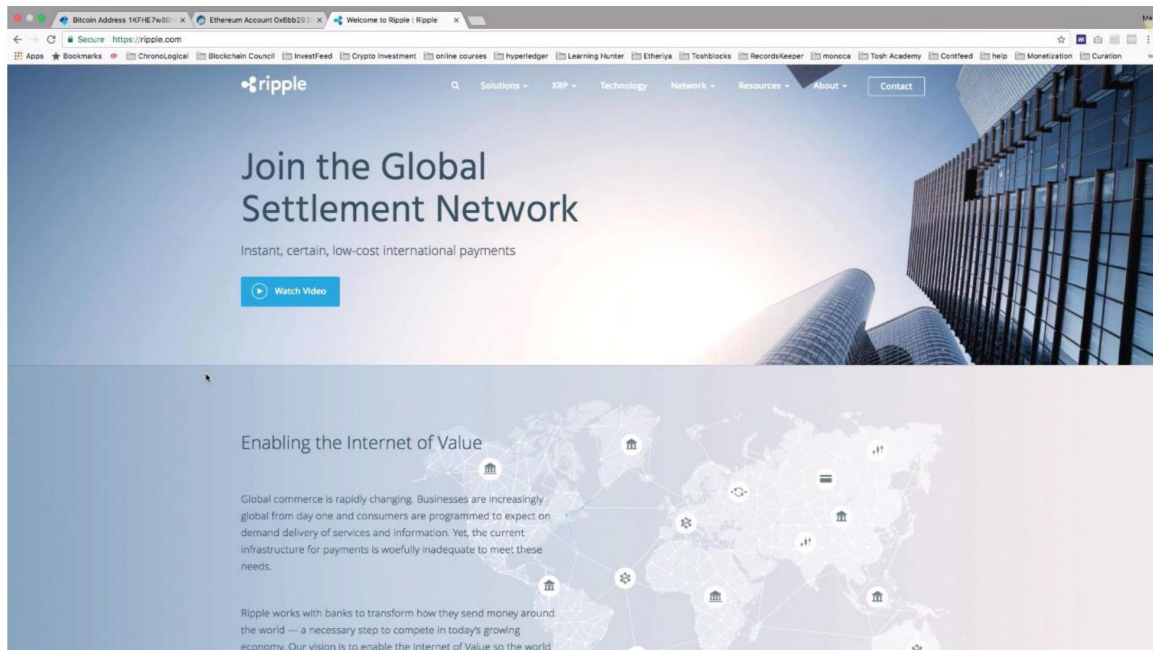 Bitcoin Address 1KFHE7w8B
Ethereum Account 0x6bb29
Welcome to Ripple | Ripple
Secure https://ripple.com
Apps Bookmarks ChronoLogical Blockchain Council InvestFeed Crypto Investment online courses hyperledger Learning Hunter Etheriya Toshblocks RecordsKeeper monoca Tosh Academy Contfeed help Monetization Curation
ripple Solutions XRP Technology Network Resources About Contact
Join the Global
Settlement Network
Instant, certain, low-cost international payments
Watch Video
Enabling the Internet of Value
Global commerce is rapidly changing. Businesses are increasingly
global from day one and consumers are programmed to expect on
demand delivery of services and information. Yet, the current
infrastructure for payments is woefully inadequate to meet these
needs.
Ripple works with banks to transform how they send money around
the world — a necessary step to compete in today's growing
economy. Our vision is to enable the Internet of Value so the world